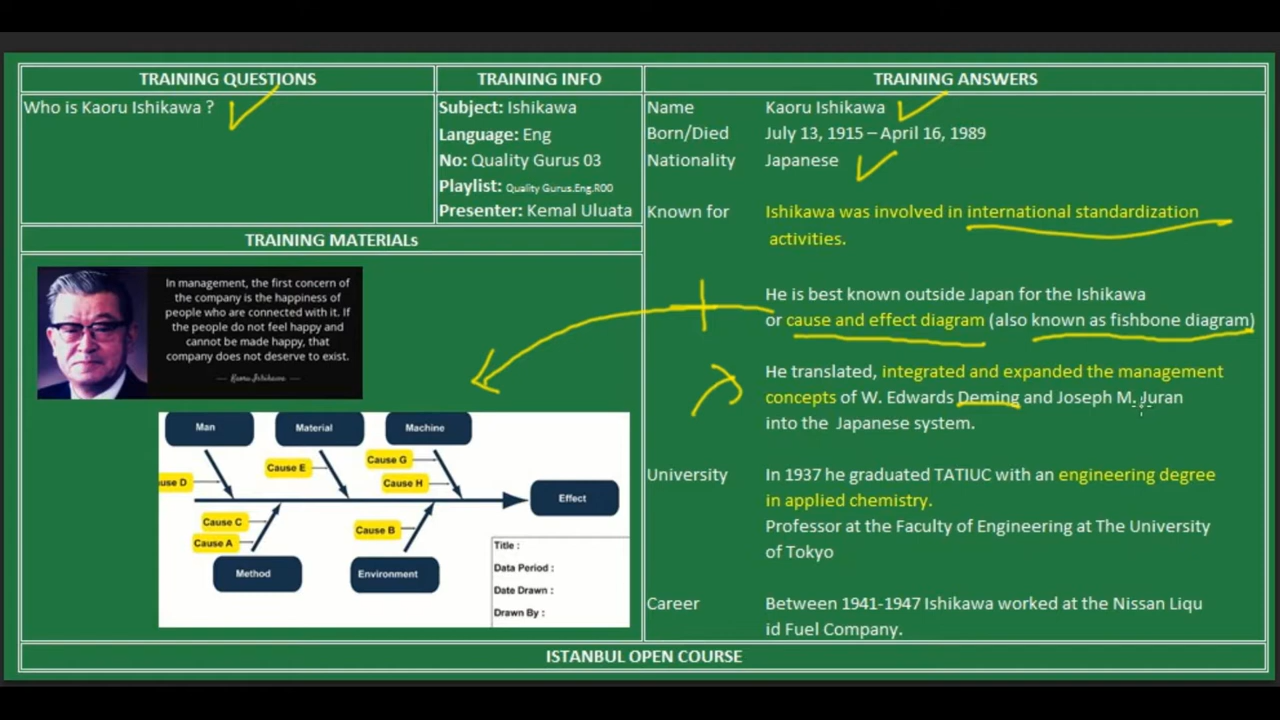 TRAINING QUESTIONS
Who is Kaoru Ishikawa ?
TRAINING INFO
Subject: Ishikawa
Language: Eng
No: Quality Gurus 03
Playlist: Quality Gurus.Eng.R00
Presenter: Kemal Uluata
TRAINING ANSWERS
Name Kaoru Ishikawa
Born/Died July 13, 1915 – April 16, 1989
Nationality Japanese
Known for Ishikawa was involved in international standardization
activities.
He is best known outside Japan for the Ishikawa
or cause and effect diagram (also known as fishbone diagram)
He translated, integrated and expanded the management
concepts of W. Edwards Deming and Joseph M. Juran
into the Japanese system.
University In 1937 he graduated TATIUC with an engineering degree
in applied chemistry.
Professor at the Faculty of Engineering at The University
of Tokyo
Career Between 1941-1947 Ishikawa worked at the Nissan Liqu
id Fuel Company.
TRAINING MATERIALs
In management, the first concern of
the company is the happiness of
people who are connected with it. If
the people do not feel happy and
cannot be made happy, that
company does not deserve to exist.
Kaoru Ishikawa
Man
Material
Machine
Cause G
Cause E
use D
Cause H
Effect
Cause C
Cause B
Cause A
Method
Environment
Title :
Data Period :
Date Drawn :
Drawn By :
ISTANBUL OPEN COURSE